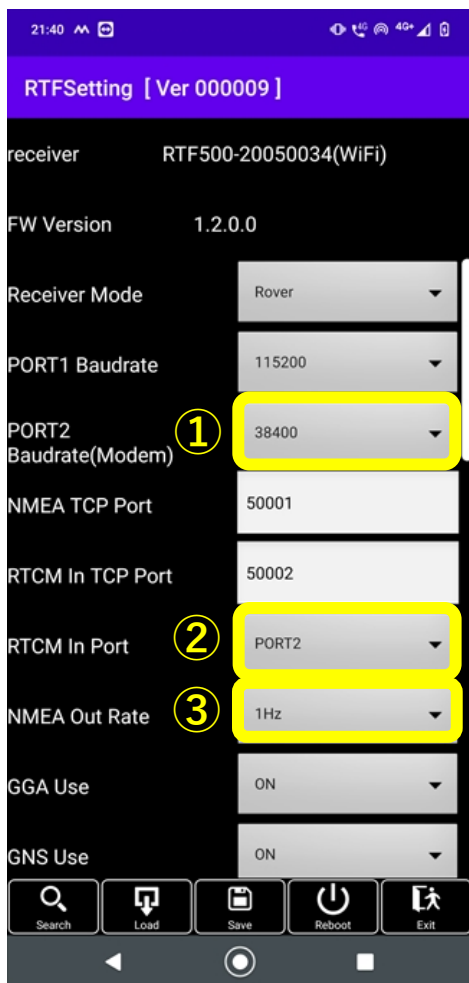 21:40 4G 4G+
RTFSetting [ Ver 000009 ]
receiver RTF500-20050034(WiFi)
FW Version 1.2.0.0
Receiver Mode Rover
PORT1 Baudrate 115200
PORT2
Baudrate(Modem) ① 38400
NMEA TCP Port 50001
RTCM In TCP Port 50002
RTCM In Port ② PORT2
NMEA Out Rate ③ 1Hz
GGA Use ON
GNS Use ON
Search Load Save Reboot Exit